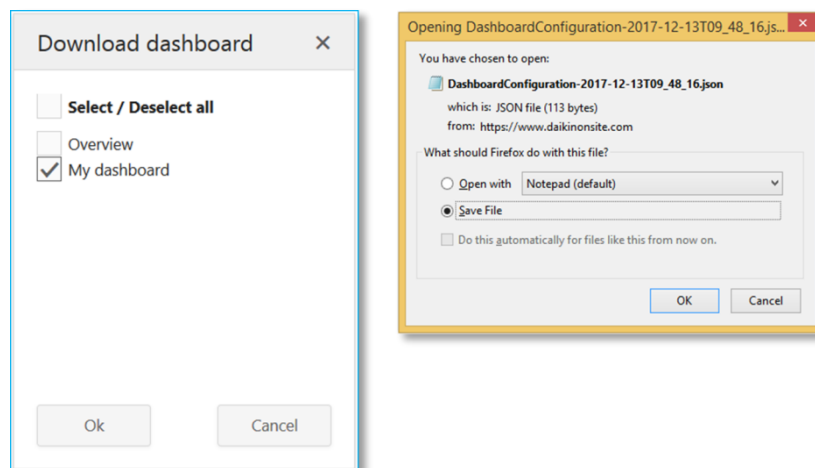 Download dashboard ×
Select / Deselect all
Overview
My dashboard
Ok Cancel
Opening DashboardConfiguration-2017-12-13T09_48_16.js...
You have chosen to open:
DashboardConfiguration-2017-12-13T09_48_16.json
which is: JSON file (113 bytes)
from: https://www.daikinonsite.com
What should Firefox do with this file?
Open with Notepad (default)
Save File
Do this automatically for files like this from now on.
OK Cancel